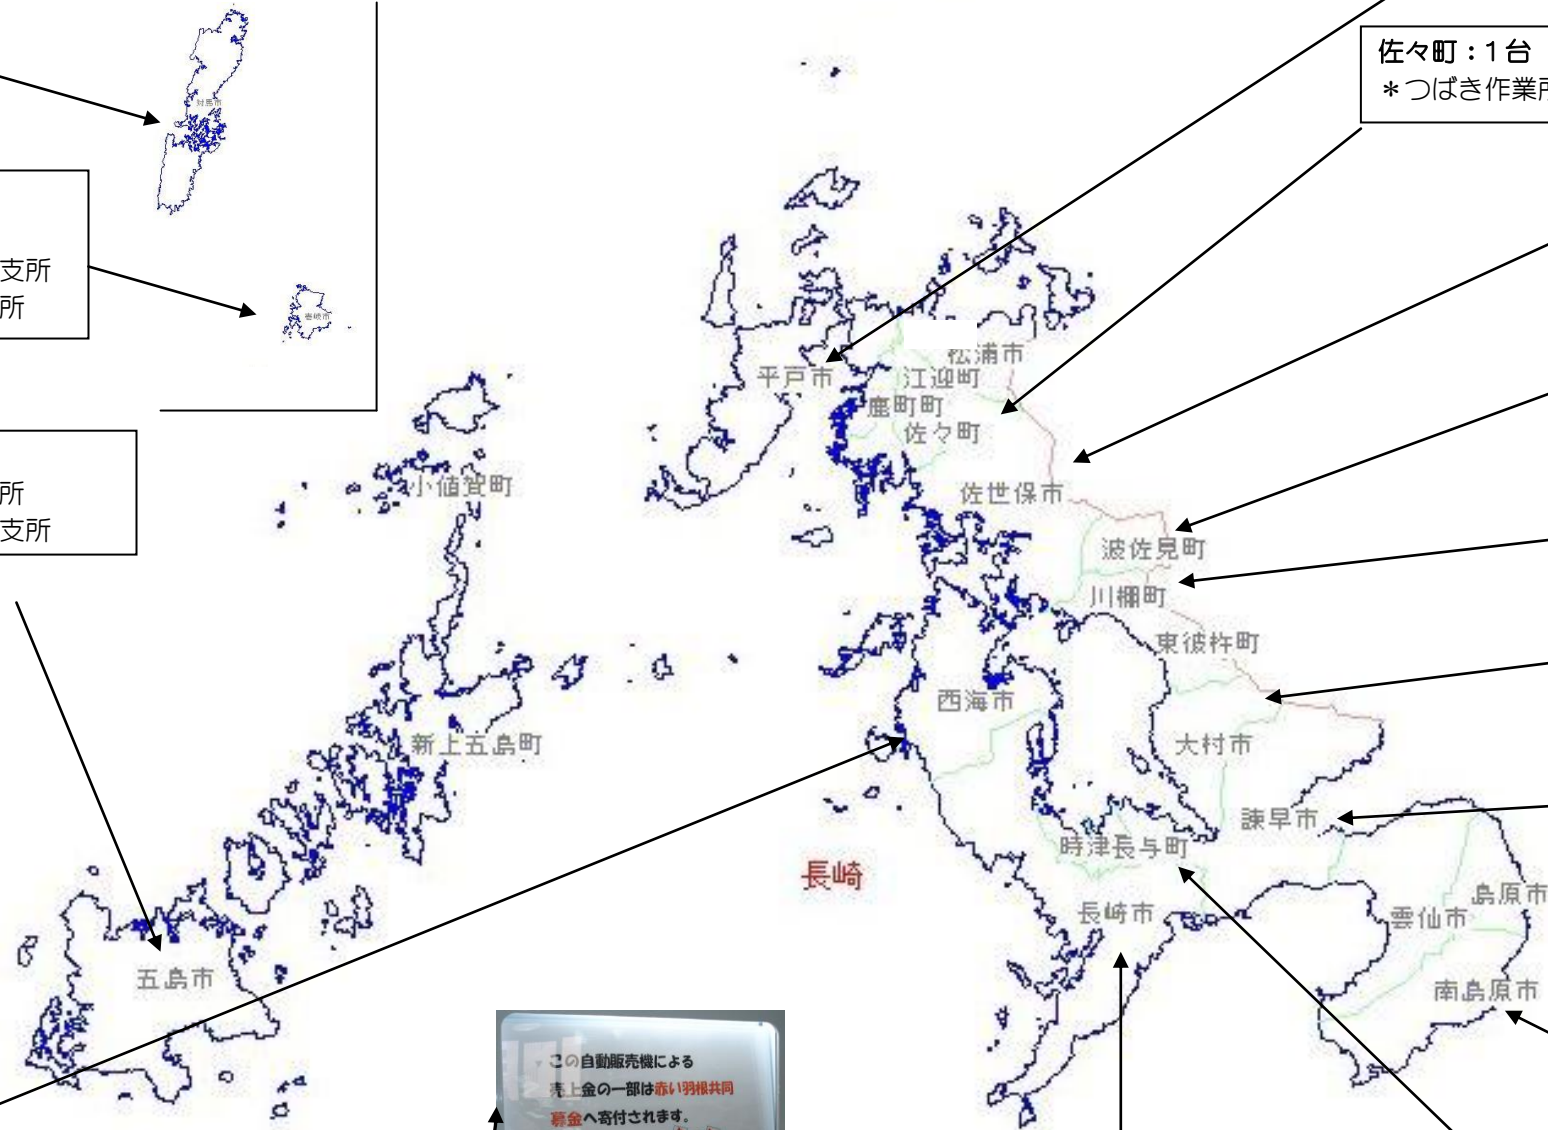 対馬市
佐々町：1台
＊つばき作業所
支所
所
壱岐市
松浦市
平戸市
江迎町
鹿町町
佐々町
所
支所
小値賀町
佐世保市
波佐見町
川棚町
東彼杵町
西海市
新上五島町
大村市
諫早市
時津長与町
長崎
島原市
長崎市
雲仙市
五島市
南島原市
この自動販売機による
売上金の一部は赤い羽根共同
募金へ寄付されます。